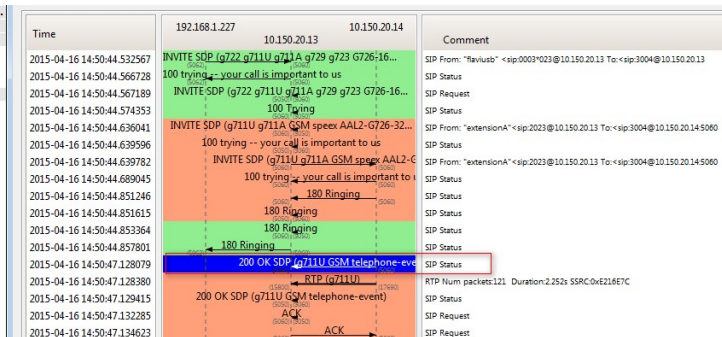 192.168.1.227 10.150.20.14
Time 10.150.20.13 Comment
2015-04-16 14:50:44.532567 INVITE SDP (g722 g711U g711A g729 g723 G726-16... SIP From: "flaviusb" <sip:0003*023@10.150.20.13 To:<sip:3004@10.150.20.13
(5062) (5060)
2015-04-16 14:50:44.566728 100 trying -- your call is important to us SIP Status
(5062) (5060)
2015-04-16 14:50:44.567189 INVITE SDP (g722 g711U g711A g729 g723 G726-16... SIP Request
2015-04-16 14:50:44.574353 100 Trying SIP Status
2015-04-16 14:50:44.636041 INVITE SDP (g711U g711A GSM speex AAL2-G726-32... SIP From: "extensionA"<sip:2023@10.150.20.13 To:<sip:3004@10.150.20.14:5060
2015-04-16 14:50:44.639596 100 trying -- your call is important to us SIP Status
2015-04-16 14:50:44.639782 INVITE SDP (g711U g711A GSM speex AAL2-G SIP From: "extensionA"<sip:2023@10.150.20.13 To:<sip:3004@10.150.20.14:5060
(5060) (5060)
2015-04-16 14:50:44.689045 100 trying -- your call is important to u SIP Status
(5060) (5060)
2015-04-16 14:50:44.851246 180 Ringing SIP Status
(5060) (5060)
2015-04-16 14:50:44.851615 180 Ringing SIP Status
2015-04-16 14:50:44.853364 180 Ringing SIP Status
2015-04-16 14:50:44.857801 180 Ringing SIP Status
(5062) (5060)
2015-04-16 14:50:47.128079 200 OK SDP (g711U GSM telephone-eve SIP Status
2015-04-16 14:50:47.128380 RTP (g711U) RTP Num packets:121 Duration:2.252s SSRC:0xE216E7C
(15800) (17680)
2015-04-16 14:50:47.129415 200 OK SDP (g711U GSM telephone-event) SIP Status
2015-04-16 14:50:47.132285 ACK SIP Request
2015-04-16 14:50:47.134623 ACK SIP Request
(5060) (5060)